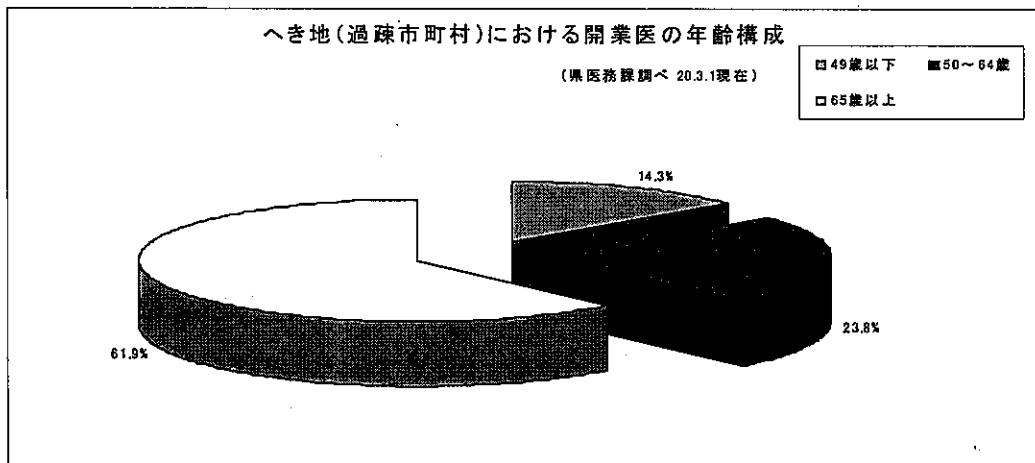 へき地(過疎市町村)における開業医の年齢構成
(県医務課調べ 20.3.1現在)
49歳以下 50～64歳
65歳以上
14.3%
23.8%
61.9%